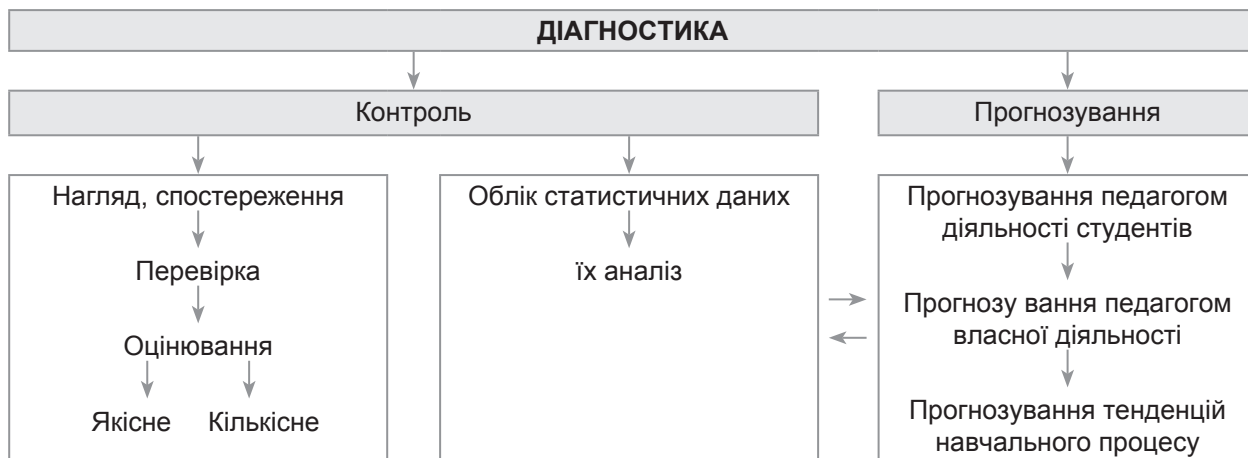 ДІАГНОСТИКА
Контроль
Прогнозування
Нагляд, спостереження
Перевірка
Оцінювання
Якісне Кількісне
Облік статистичних даних
їх аналіз
Прогнозування педагогом
діяльності студентів
Прогнозу вання педагогом
власної діяльності
Прогнозування тенденцій
навчального процесу